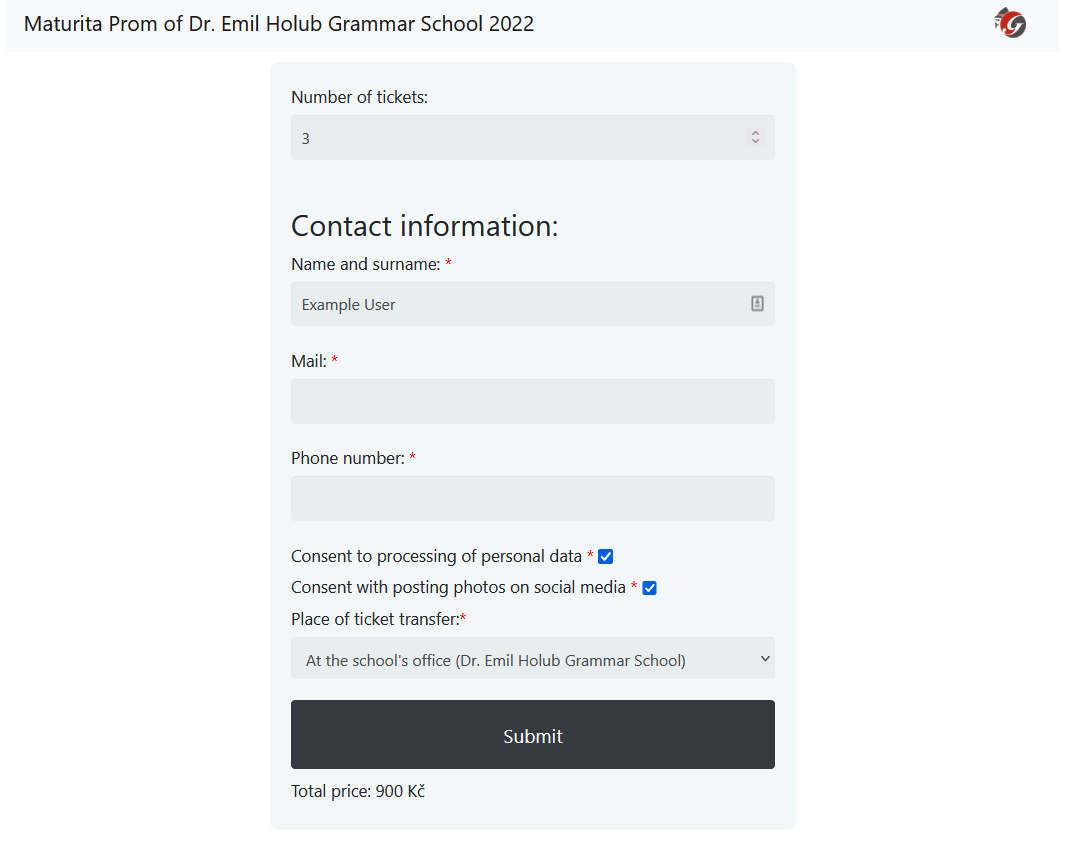 Maturita Prom of Dr. Emil Holub Grammar School 2022
Number of tickets:
3
Contact information:
Name and surname: *
Example User
Mail: *
Phone number: *
Consent to processing of personal data *
Consent with posting photos on social media *
Place of ticket transfer:*
At the school's office (Dr. Emil Holub Grammar School)
Submit
Total price: 900 Kč